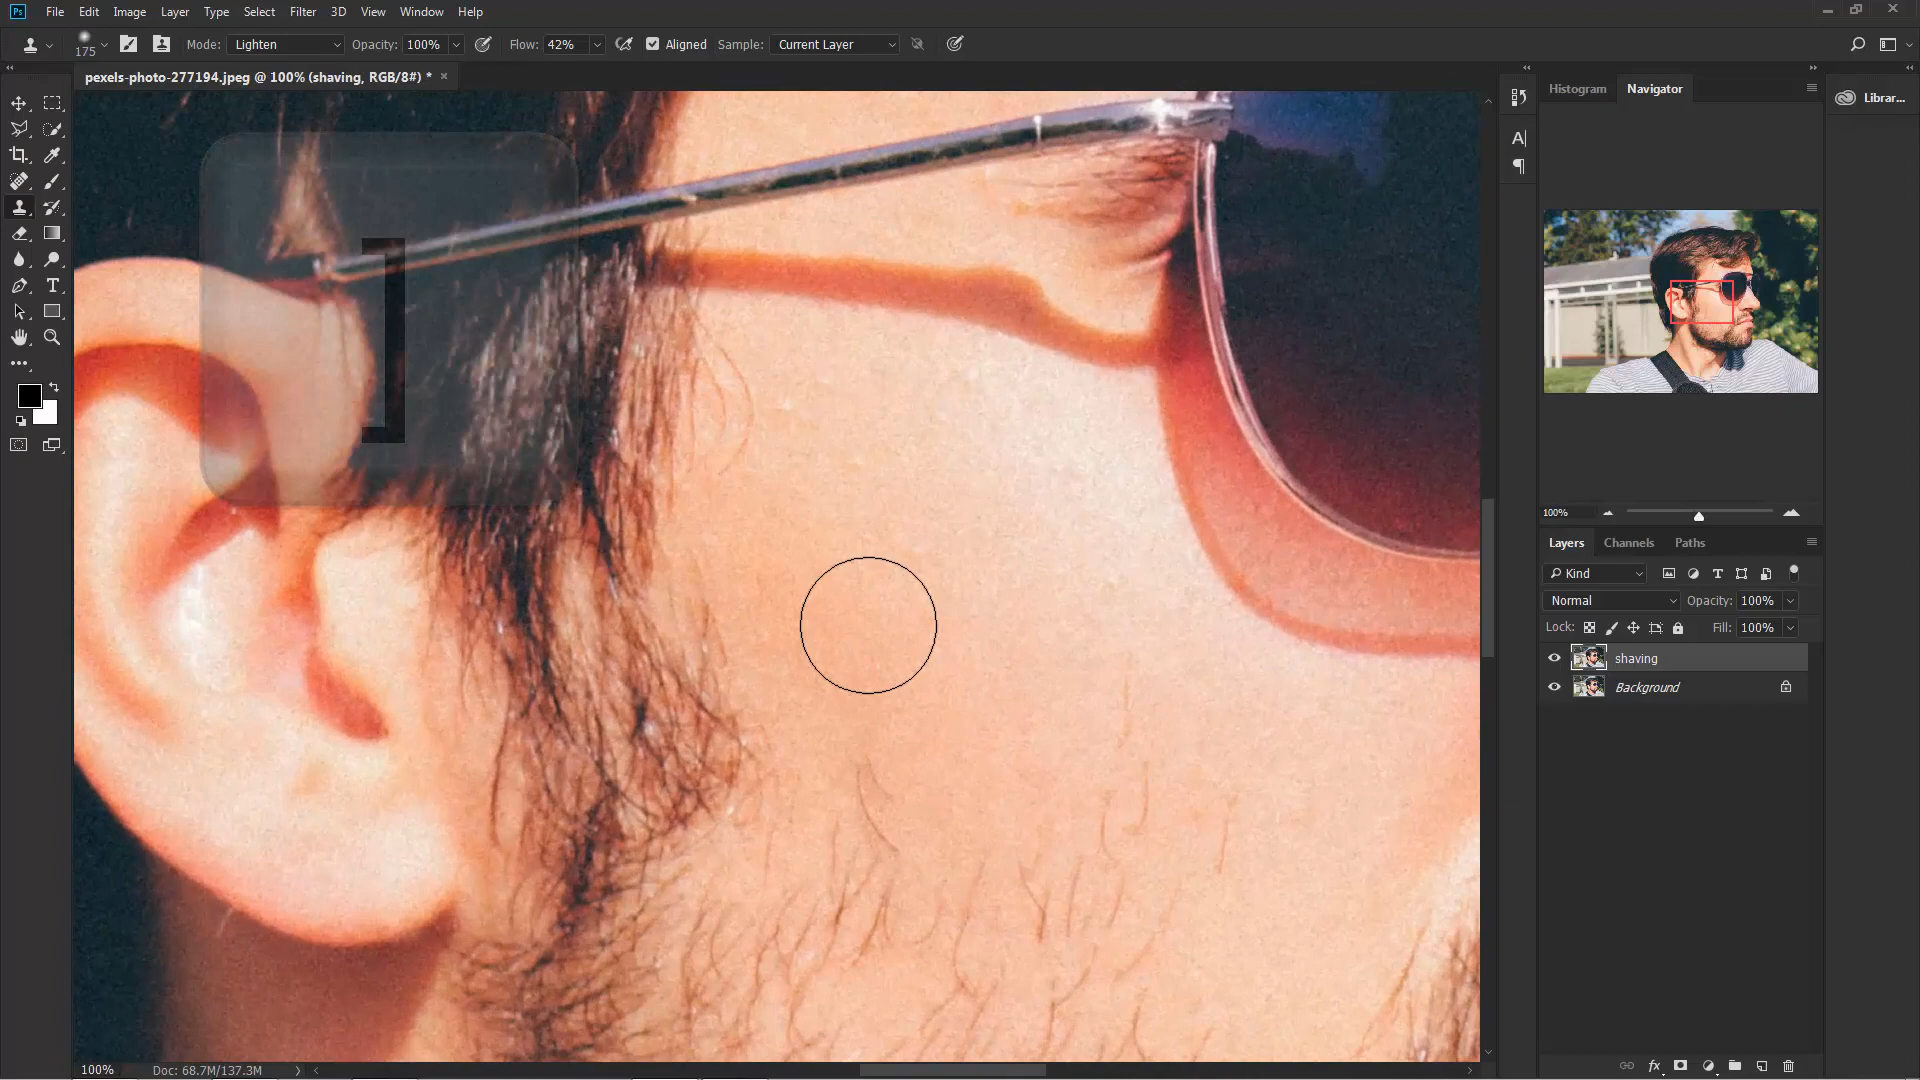 Ps File Edit Image Layer Type Select Filter 3D View Window Help
175 Mode: Lighten Opacity: 100% Flow: 42% Aligned Sample: Current Layer
pexels-photo-277194.jpeg @ 100% (shaving, RGB/8#) * ×
Histogram Navigator
Librar...
A|
¶
]
T
100%
Layers Channels Paths
Kind T
Normal Opacity: 100%
Lock: Fill: 100%
shaving
Background
fx
100% Doc: 68.7M/137.3M